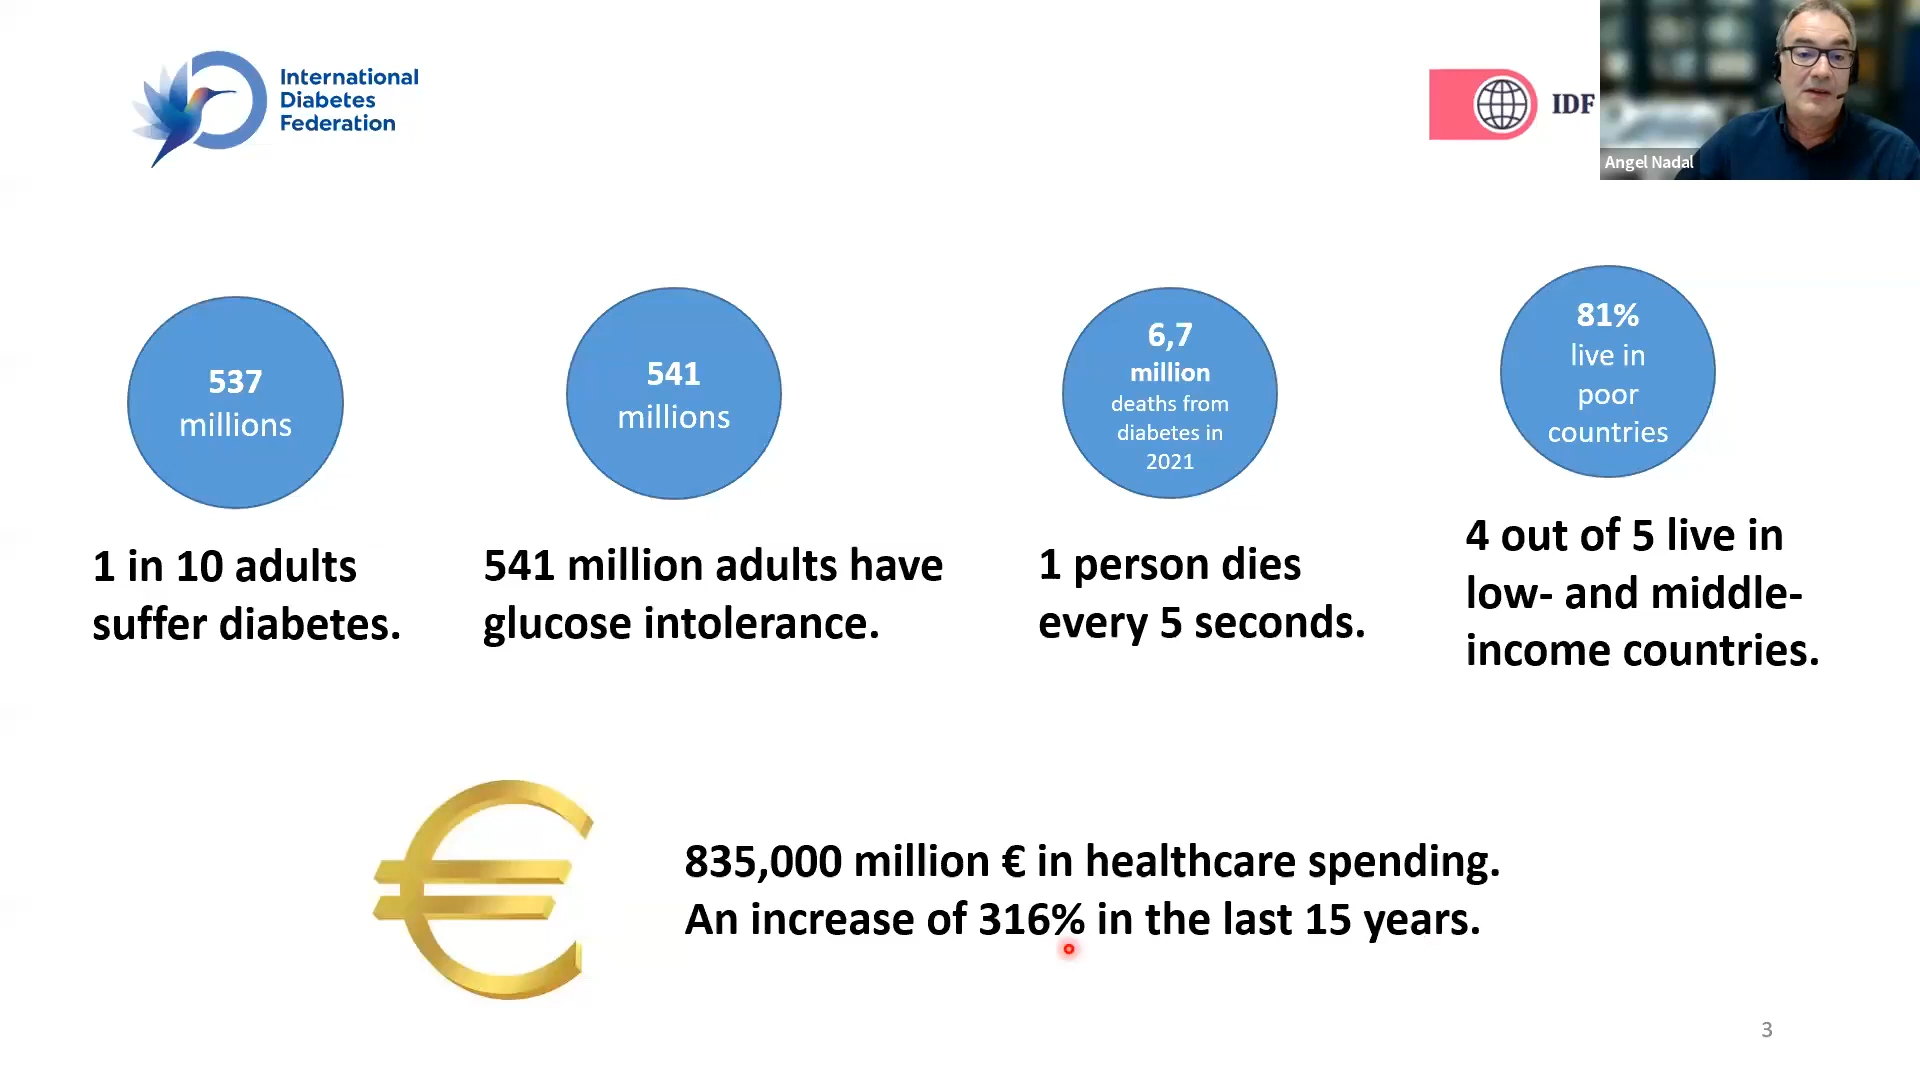 International
Diabetes
Federation
IDF
Angel Nadal
537
millions
1 in 10 adults
suffer diabetes.
541
millions
541 million adults have
glucose intolerance.
6,7
million
deaths from
diabetes in
2021
1 person dies
every 5 seconds.
81%
live in
poor
countries
4 out of 5 live in
low- and middle-
income countries.
€
835,000 million € in healthcare spending.
An increase of 316% in the last 15 years.
3